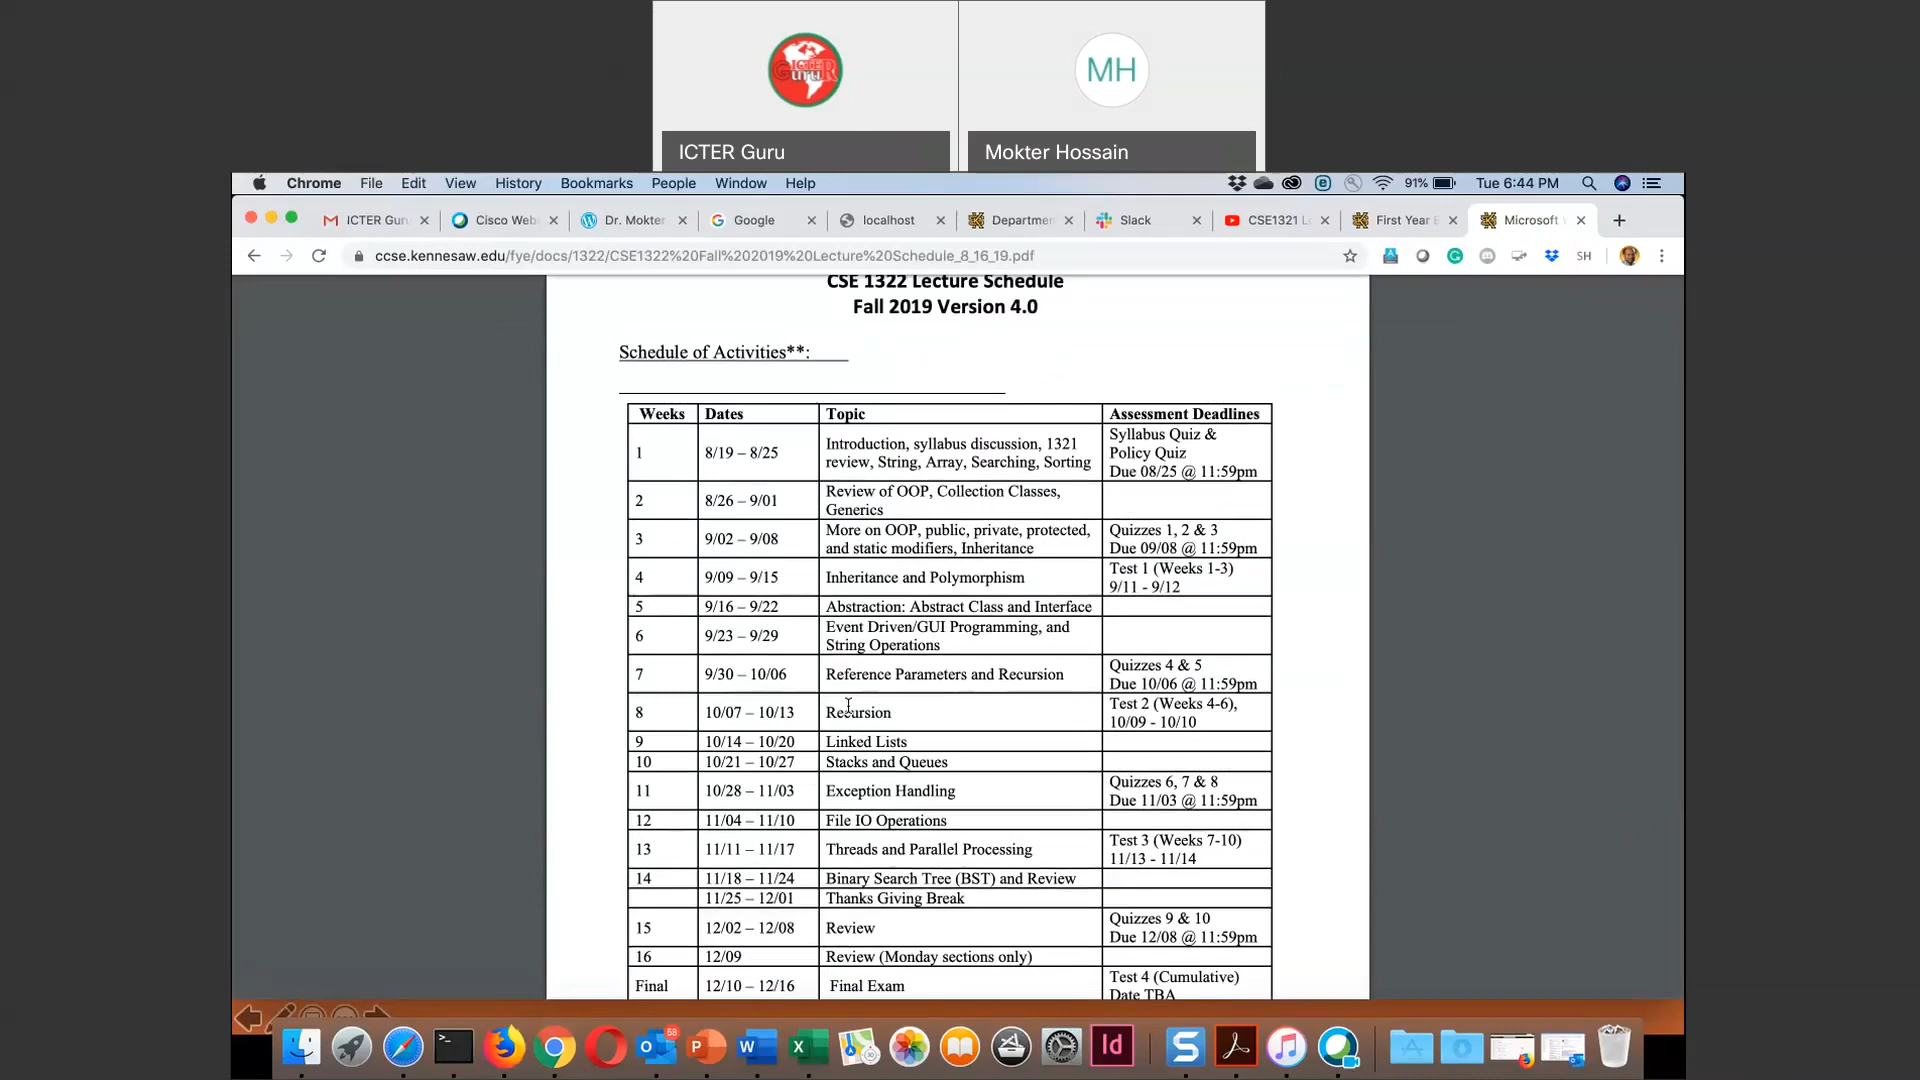 GURU
MH
ICTER Guru
Mokter Hossain
Chrome File Edit View History Bookmarks People Window Help
91%
Tue 6:44 PM
ICTER Gur
Cisco Web
Dr. Mokter
Google
localhost
Departmen
Slack
CSE1321 L
First Year E
Microsoft
ccse.kennesaw.edu/fye/docs/1322/CSE1322%20Fall%202019%20Lecture%20Schedule_8_16_19.pdf
SH
CSE 1322 Lecture Schedule
Fall 2019 Version 4.0
Schedule of Activities**:
Weeks Dates Topic Assessment Deadlines
1 8/19 – 8/25 Introduction, syllabus discussion, 1321 review, String, Array, Searching, Sorting Syllabus Quiz & Policy Quiz Due 08/25 @ 11:59pm
2 8/26 – 9/01 Review of OOP, Collection Classes, Generics
3 9/02 – 9/08 More on OOP, public, private, protected, and static modifiers, Inheritance Quizzes 1, 2 & 3 Due 09/08 @ 11:59pm
4 9/09 – 9/15 Inheritance and Polymorphism Test 1 (Weeks 1-3) 9/11 - 9/12
5 9/16 – 9/22 Abstraction: Abstract Class and Interface
6 9/23 – 9/29 Event Driven/GUI Programming, and String Operations
7 9/30 – 10/06 Reference Parameters and Recursion Quizzes 4 & 5 Due 10/06 @ 11:59pm
8 10/07 – 10/13 Recursion Test 2 (Weeks 4-6), 10/09 - 10/10
9 10/14 – 10/20 Linked Lists
10 10/21 – 10/27 Stacks and Queues
11 10/28 – 11/03 Exception Handling Quizzes 6, 7 & 8 Due 11/03 @ 11:59pm
12 11/04 – 11/10 File IO Operations
13 11/11 – 11/17 Threads and Parallel Processing Test 3 (Weeks 7-10) 11/13 - 11/14
14 11/18 – 11/24 Binary Search Tree (BST) and Review
11/25 – 12/01 Thanks Giving Break
15 12/02 – 12/08 Review Quizzes 9 & 10 Due 12/08 @ 11:59pm
16 12/09 Review (Monday sections only)
Final 12/10 – 12/16 Final Exam Test 4 (Cumulative) Date TBA
58
Id